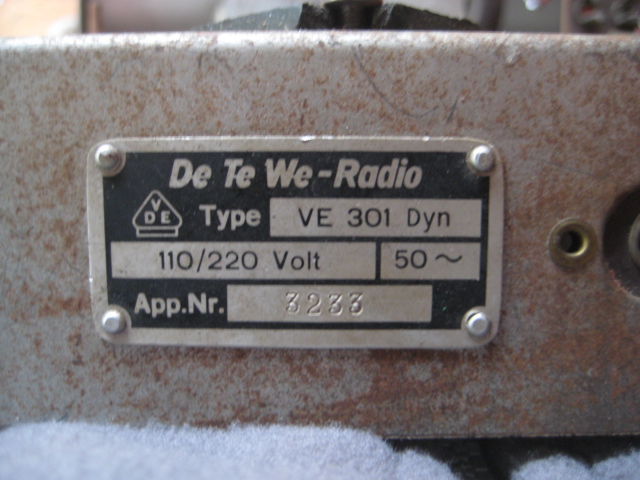 De Te We-Radio
VDE Type VE 301 Dyn
110/220 Volt 50 ~
App.Nr. 3233